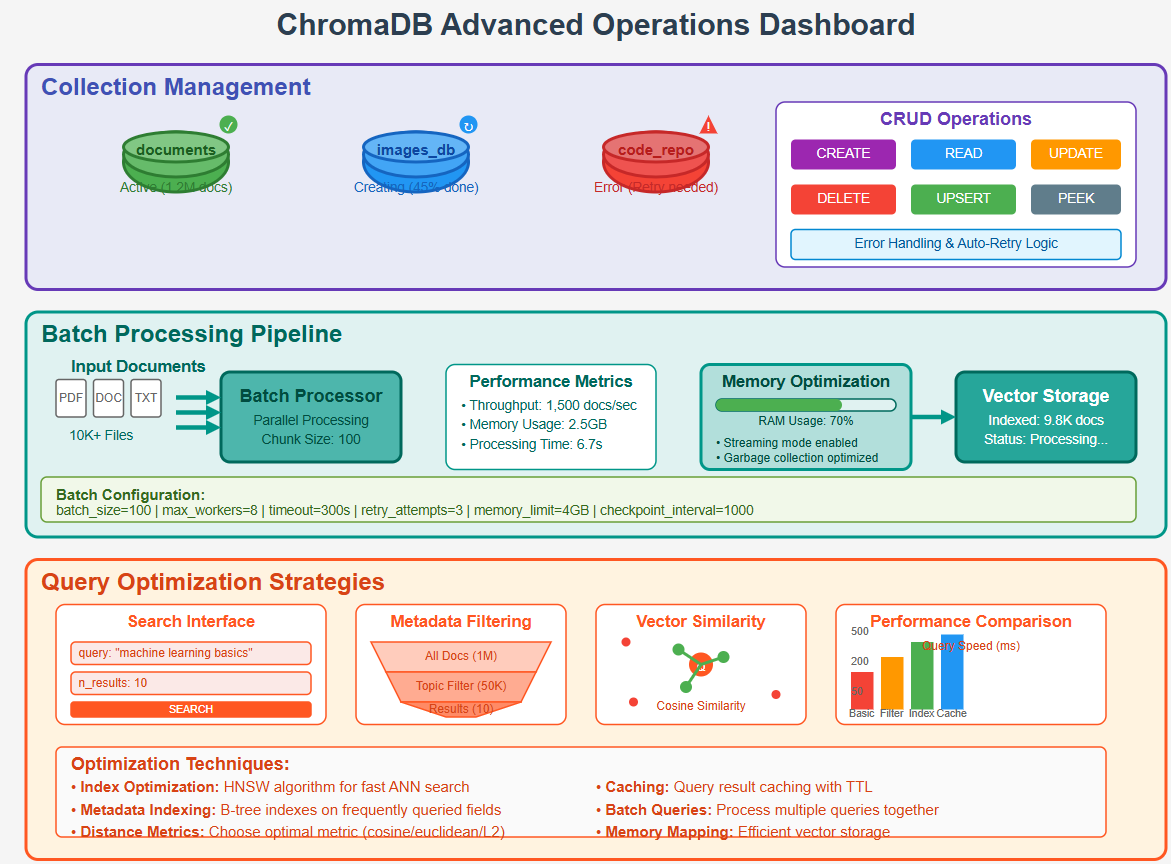 ChromaDB Advanced Operations Dashboard
Collection Management
documents
Active (1.2M docs)
↻
images_db
Creating (45% done)
!
code_repo
Error (Retry needed)
CRUD Operations
CREATE
READ
UPDATE
DELETE
UPSERT
PEEK
Error Handling & Auto-Retry Logic
Batch Processing Pipeline
Input Documents
PDF
DOC
TXT
10K+ Files
Batch Processor
Parallel Processing
Chunk Size: 100
Performance Metrics
• Throughput: 1,500 docs/sec
• Memory Usage: 2.5GB
• Processing Time: 6.7s
Memory Optimization
RAM Usage: 70%
• Streaming mode enabled
• Garbage collection optimized
Vector Storage
Indexed: 9.8K docs
Status: Processing...
Batch Configuration:
batch_size=100 | max_workers=8 | timeout=300s | retry_attempts=3 | memory_limit=4GB | checkpoint_interval=1000
Query Optimization Strategies
Search Interface
query: "machine learning basics"
n_results: 10
SEARCH
Metadata Filtering
All Docs (1M)
Topic Filter (50K)
Results (10)
Vector Similarity
Cosine Similarity
Performance Comparison
Query Speed (ms)
500
200
50
Basic
Filter
Index
Cache
Optimization Techniques:
• Index Optimization: HNSW algorithm for fast ANN search
• Metadata Indexing: B-tree indexes on frequently queried fields
• Distance Metrics: Choose optimal metric (cosine/euclidean/L2)
• Caching: Query result caching with TTL
• Batch Queries: Process multiple queries together
• Memory Mapping: Efficient vector storage